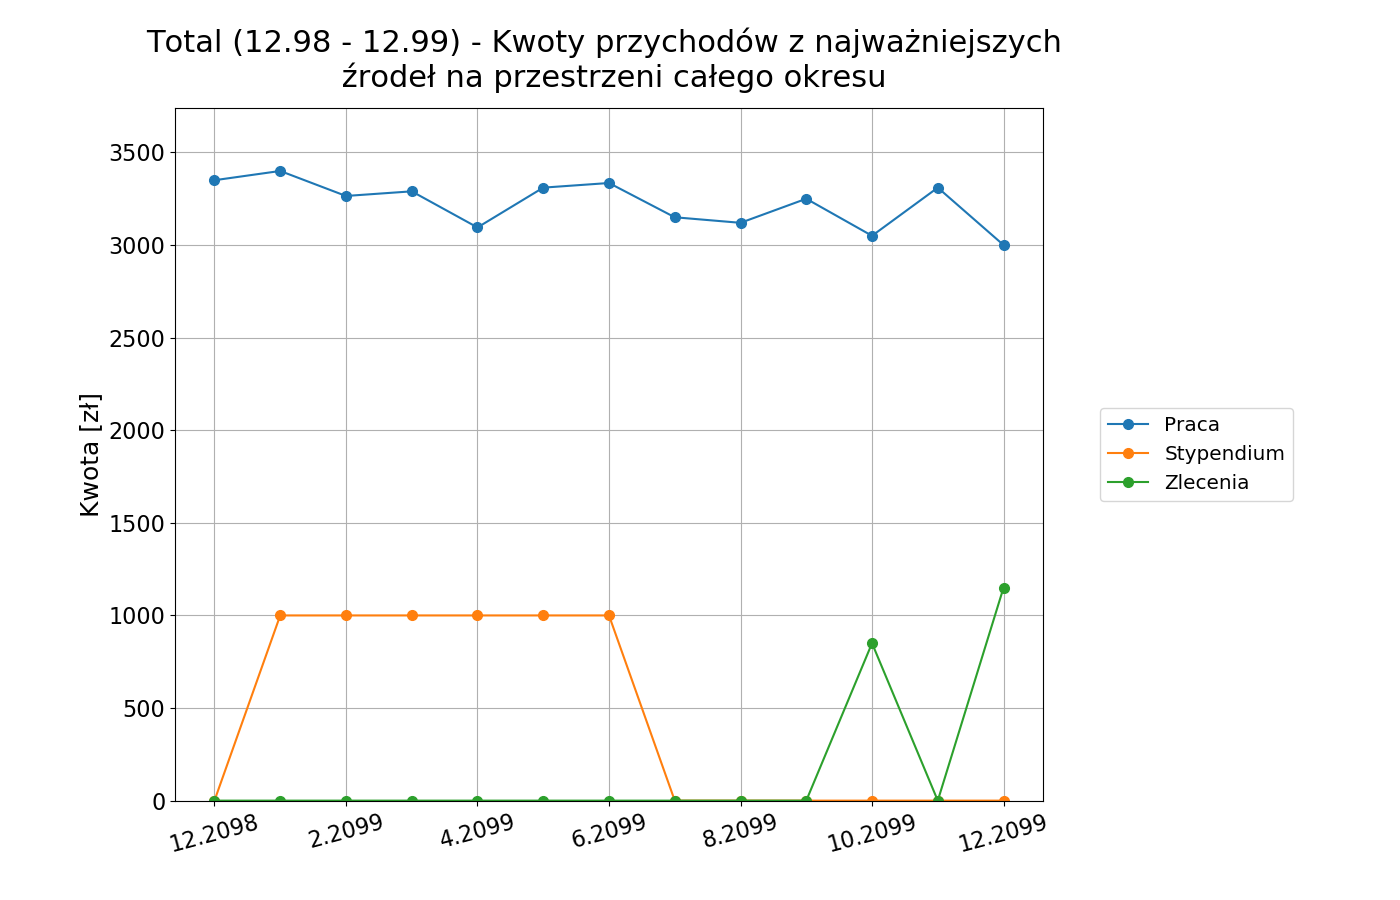 Total (12.98 - 12.99) - Kwoty przychodów z najważniejszych
źrodeł na przestrzeni całego okresu
3500
3000
2500
2000
1500
1000
500
0
Kwota [zł]
12.2098
2.2099
4.2099
6.2099
8.2099
10.2099
12.2099
Praca
Stypendium
Zlecenia